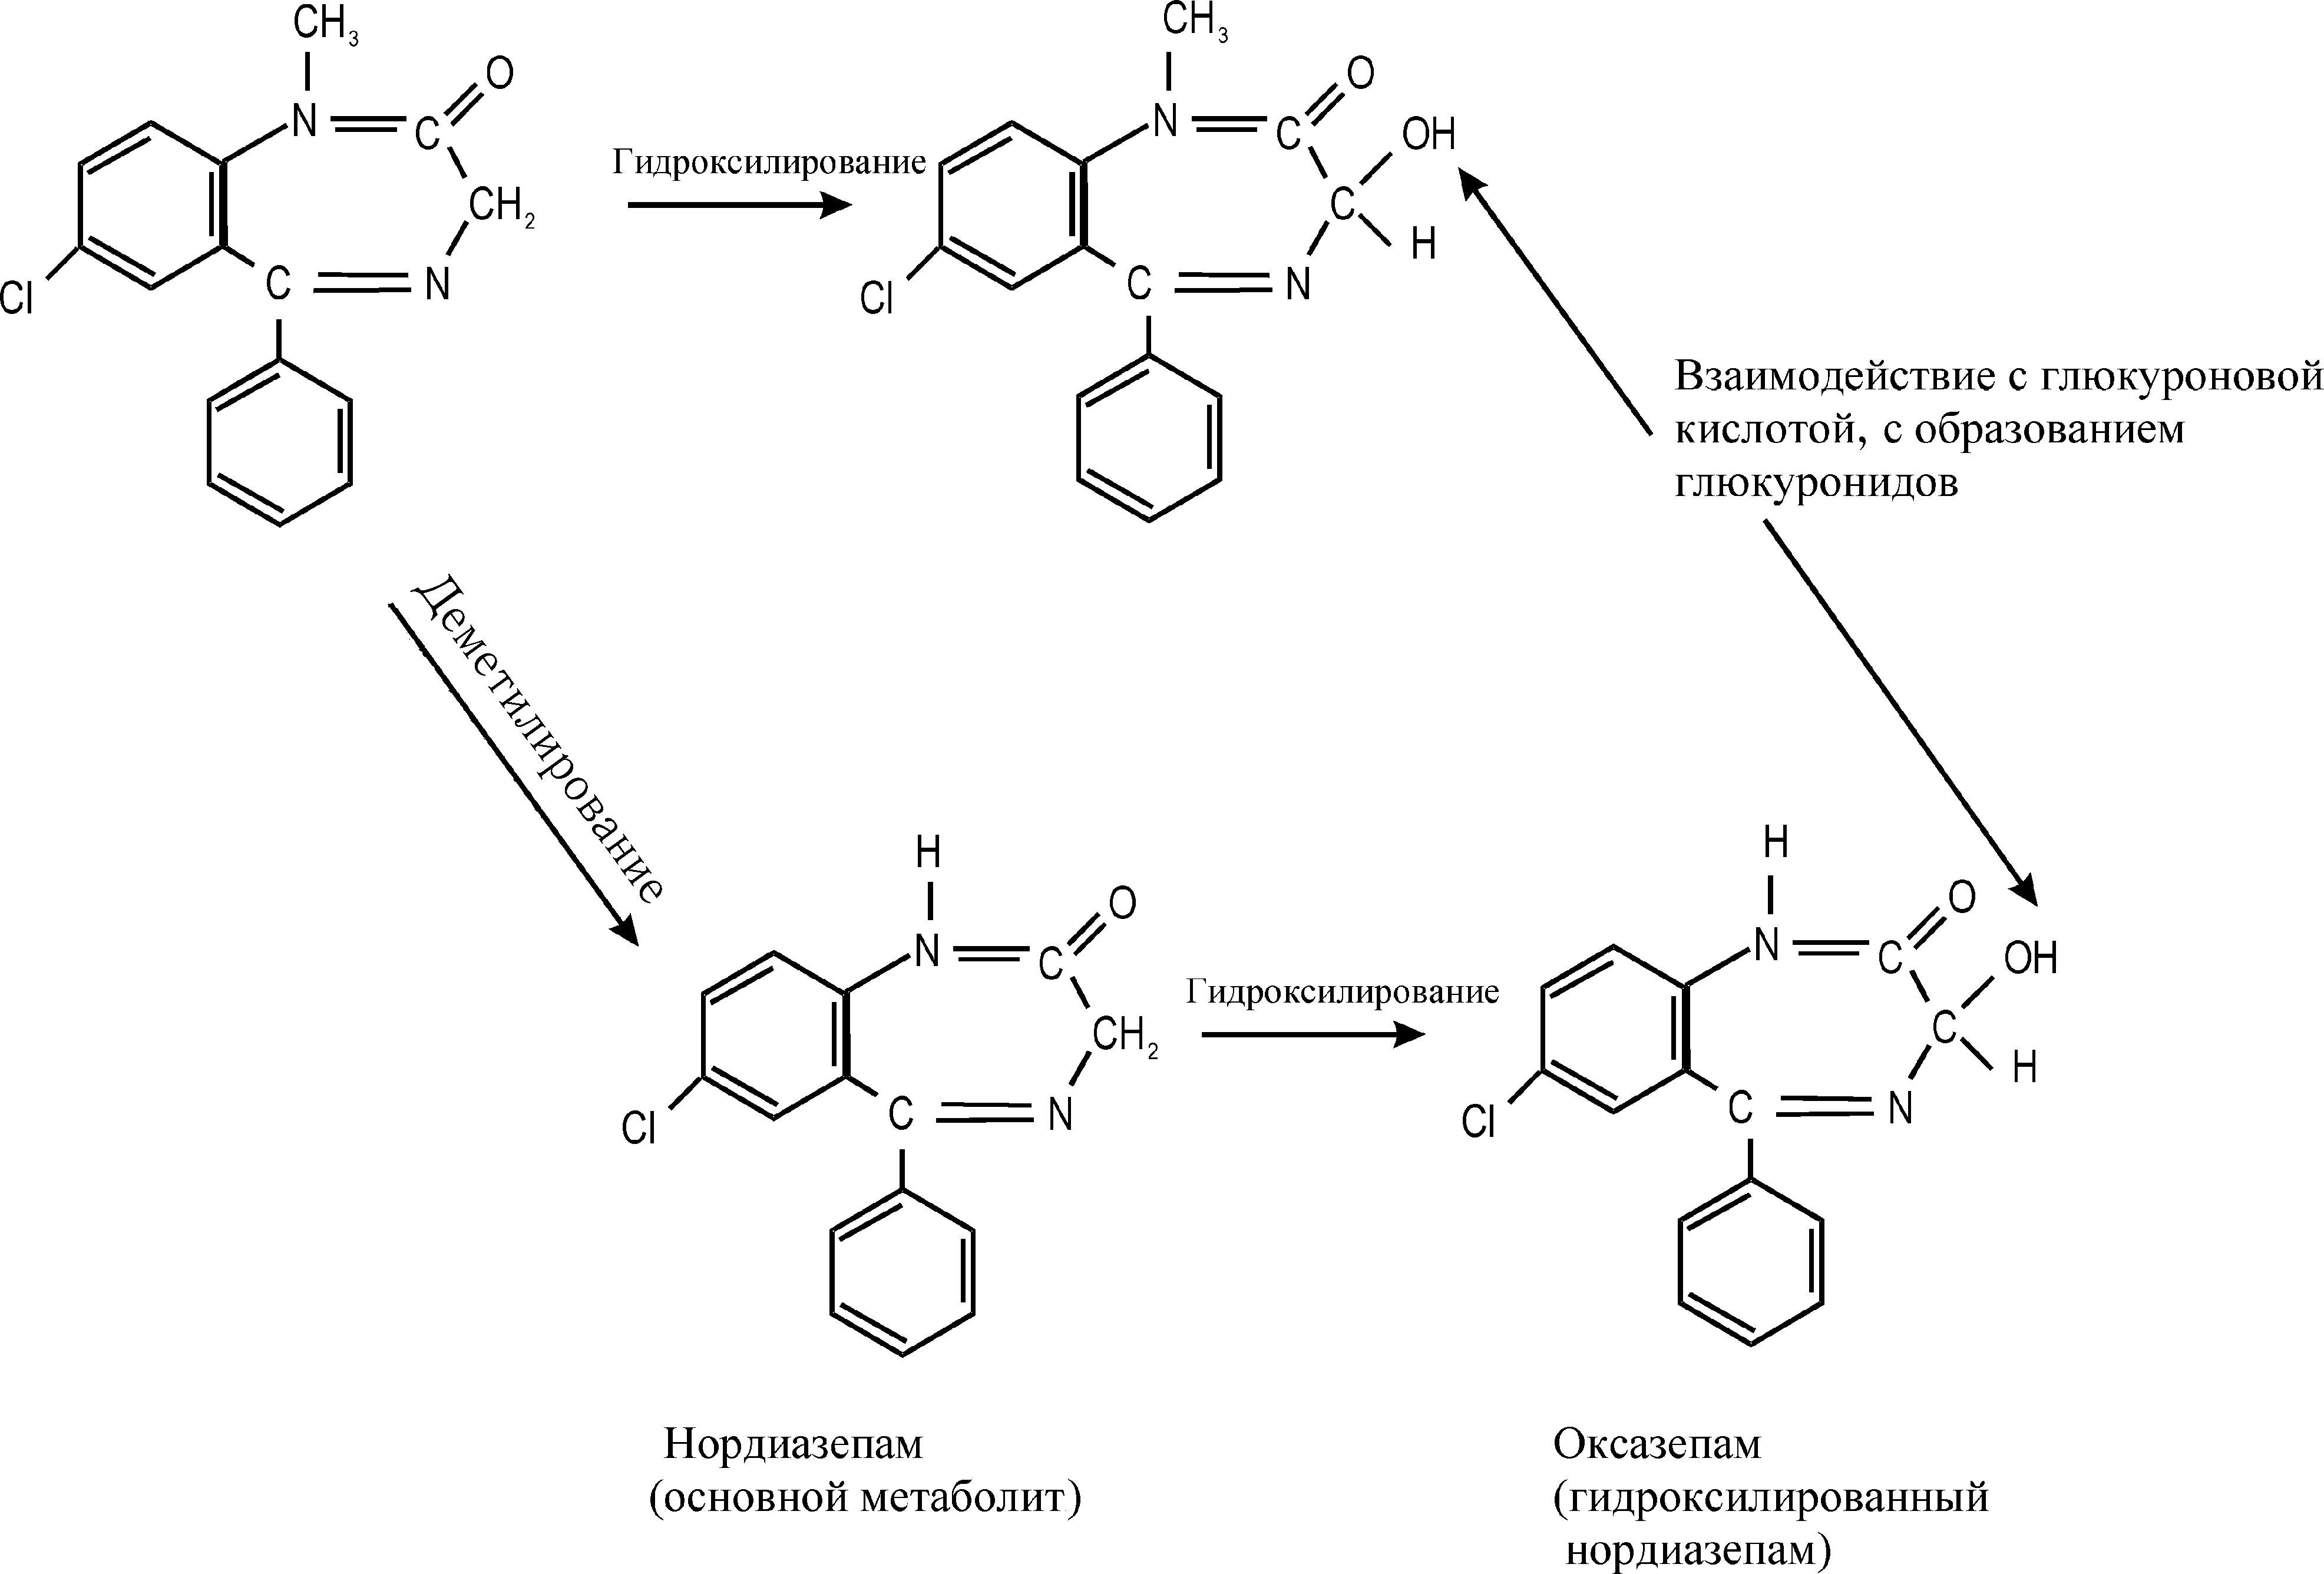 CH3
N
C
O
CH2
N
C
Cl
Гидроксилирование
CH3
N
C
O
OH
C
H
N
C
Cl
Взаимодействие с глюкуроновой
кислотой, с образованием
глюкуронидов
Деметилирование
H
N
C
O
CH2
N
C
Cl
Гидроксилирование
H
N
C
O
OH
C
H
N
C
Cl
Нордиазепам
(основной метаболит)
Оксазепам
(гидроксилированный
нордиазепам)